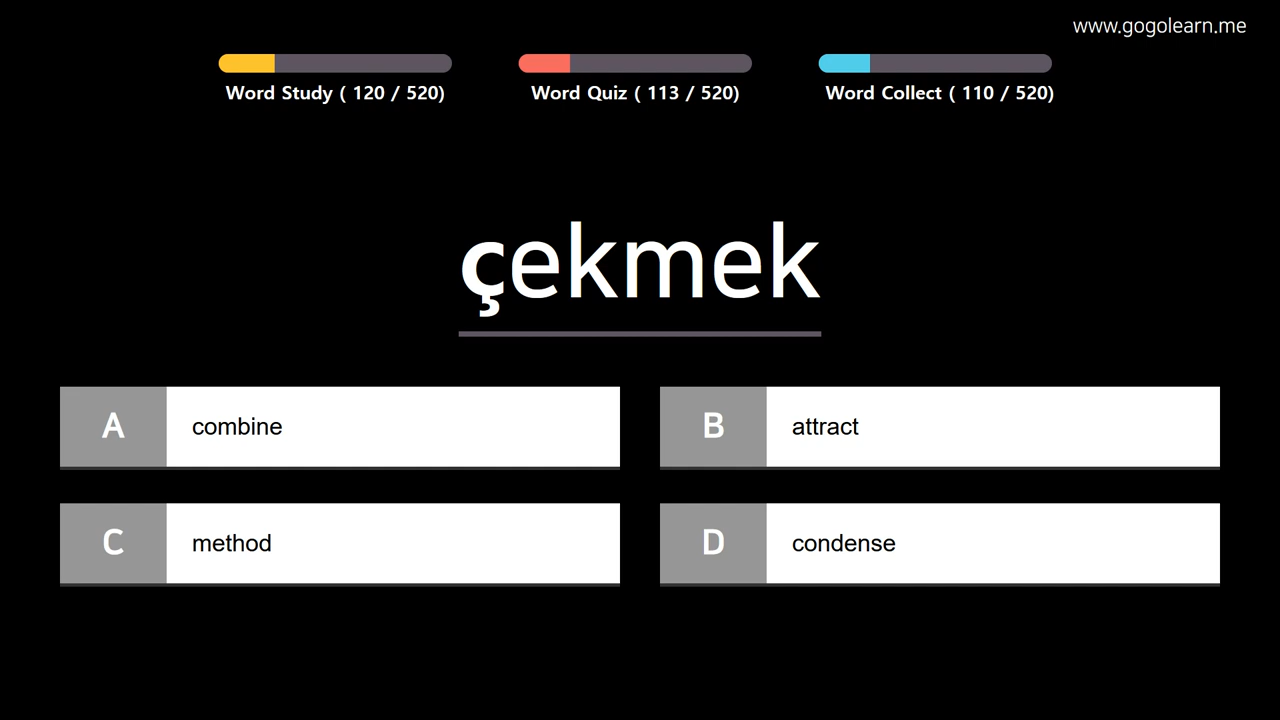 www.gogolearn.me
Word Study ( 120 / 520)
Word Quiz ( 113 / 520)
Word Collect ( 110 / 520)
çekmek
A combine
B attract
C method
D condense